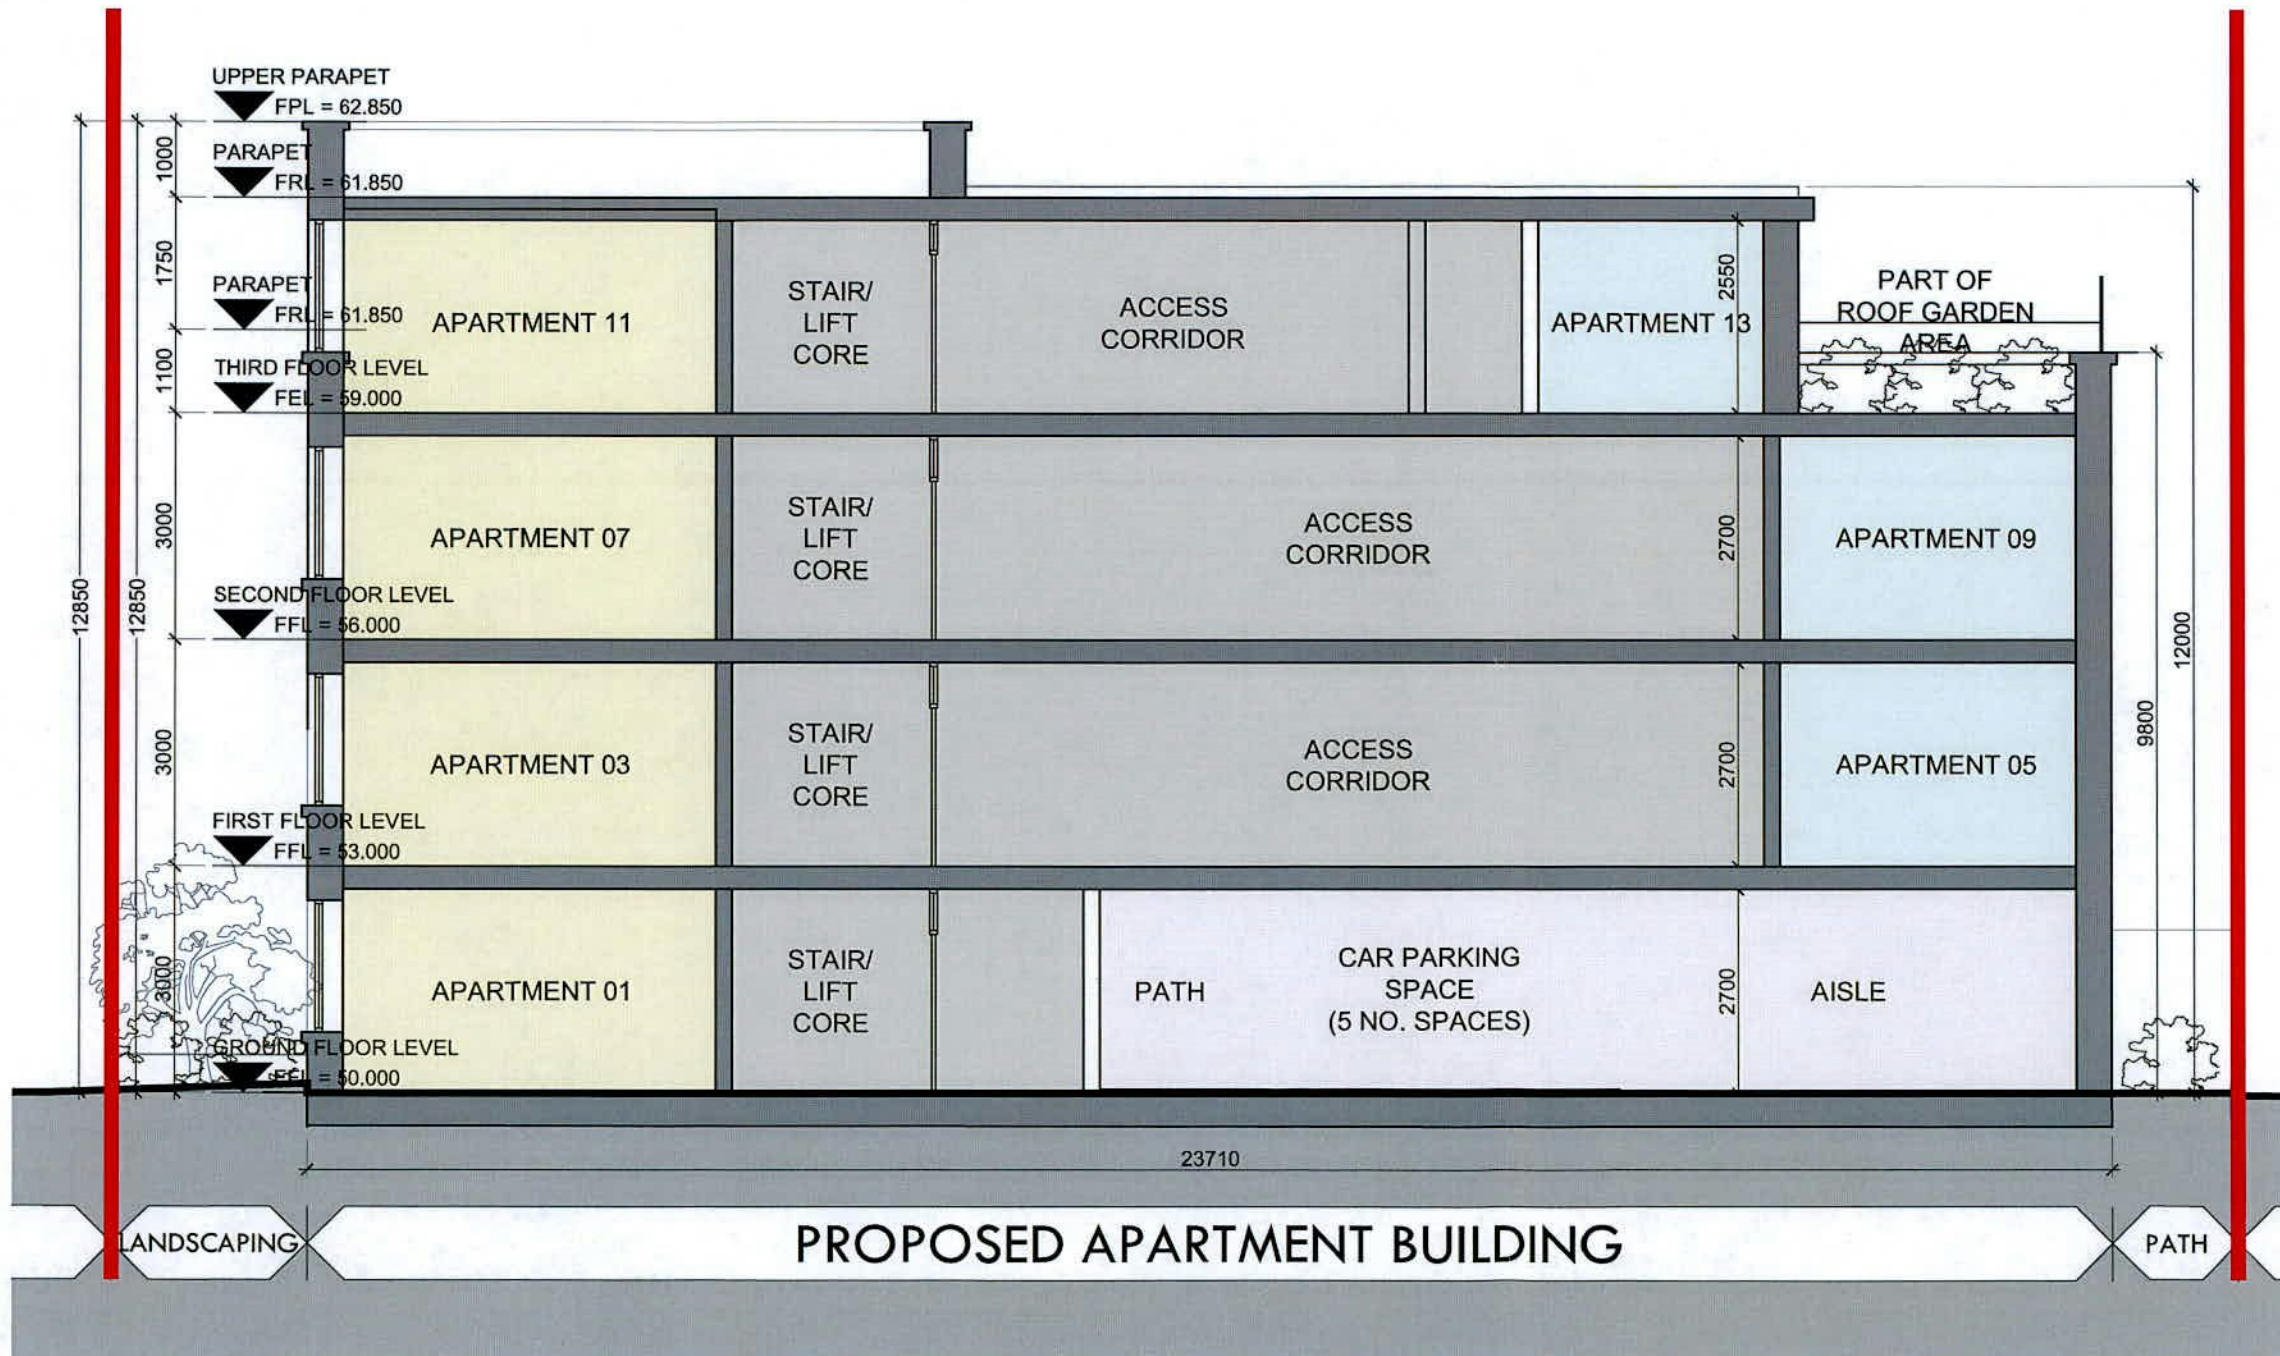 UPPER PARAPET
FPL = 62.850
PARAPET
FRL = 61.850
PARAPET
FRL = 61.850
THIRD FLOOR LEVEL
FFL = 59.000
SECOND FLOOR LEVEL
FFL = 56.000
FIRST FLOOR LEVEL
FFL = 53.000
GROUND FLOOR LEVEL
FFL = 50.000
12850
12850
1000
1750
1100
3000
3000
3000
APARTMENT 11
STAIR/
LIFT
CORE
ACCESS
CORRIDOR
APARTMENT 13
2550
PART OF
ROOF GARDEN
AREA
APARTMENT 07
STAIR/
LIFT
CORE
ACCESS
CORRIDOR
2700
APARTMENT 09
APARTMENT 03
STAIR/
LIFT
CORE
ACCESS
CORRIDOR
2700
APARTMENT 05
APARTMENT 01
STAIR/
LIFT
CORE
PATH
CAR PARKING
SPACE
(5 NO. SPACES)
2700
AISLE
9800
12000
23710
LANDSCAPING
PROPOSED APARTMENT BUILDING
PATH